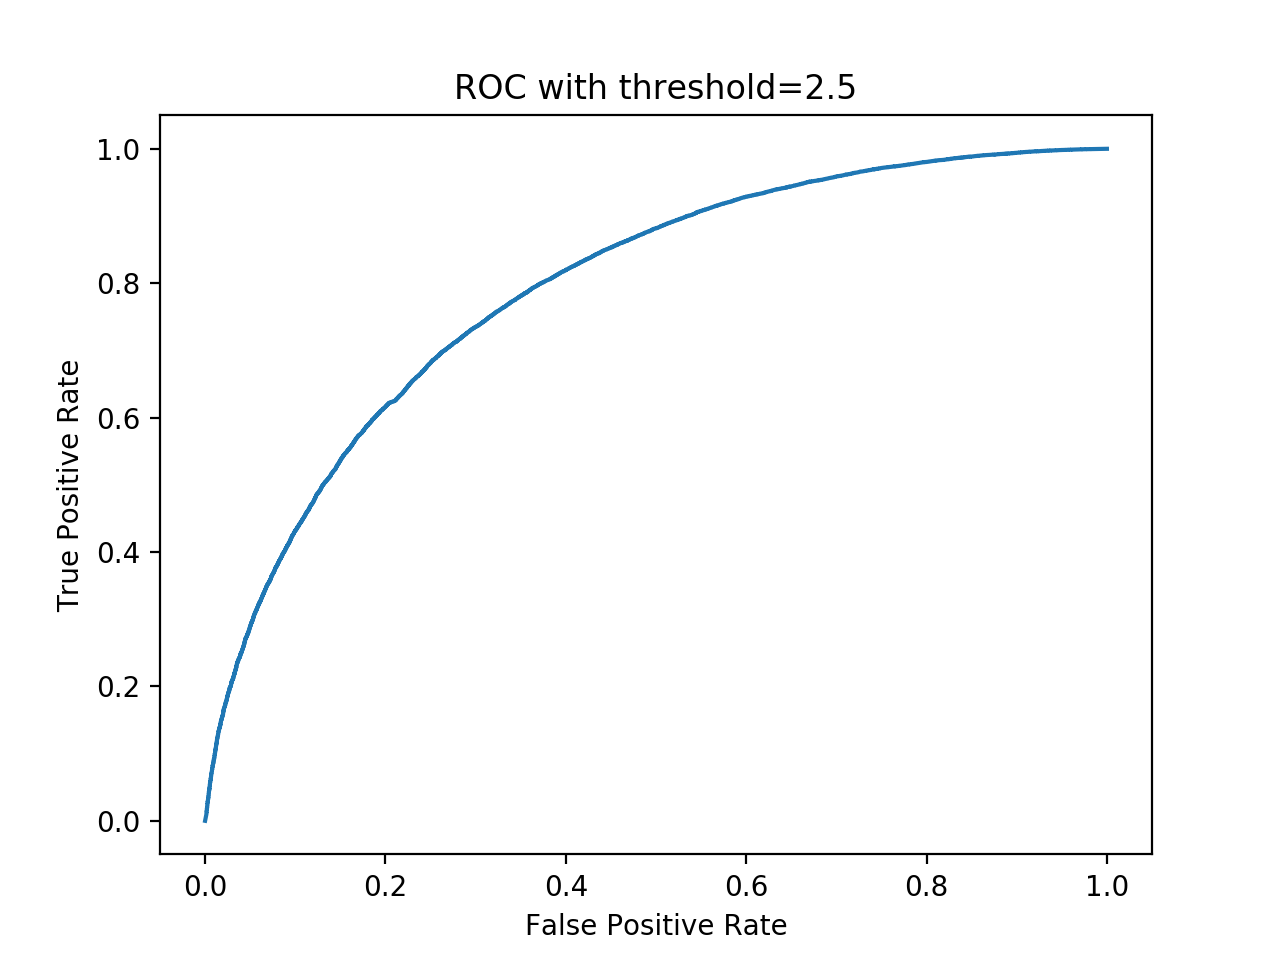 ROC with threshold=2.5
1.0
0.8
0.6
0.4
0.2
0.0
True Positive Rate
0.0 0.2 0.4 0.6 0.8 1.0
False Positive Rate